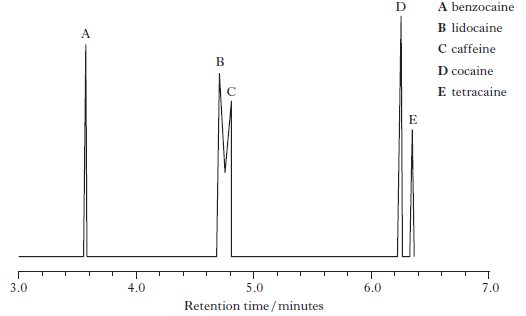 A benzocaine
B lidocaine
C caffeine
D cocaine
E tetracaine
A
B
C
D
E
3.0 4.0 5.0 6.0 7.0
Retention time/minutes